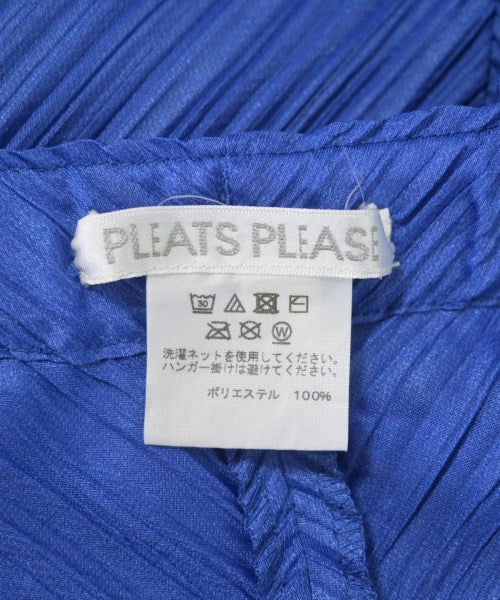 PLEATS PLEASE
30
W
洗濯ネットを使用してください。
ハンガー掛けは避けてください。
ポリエステル 100%